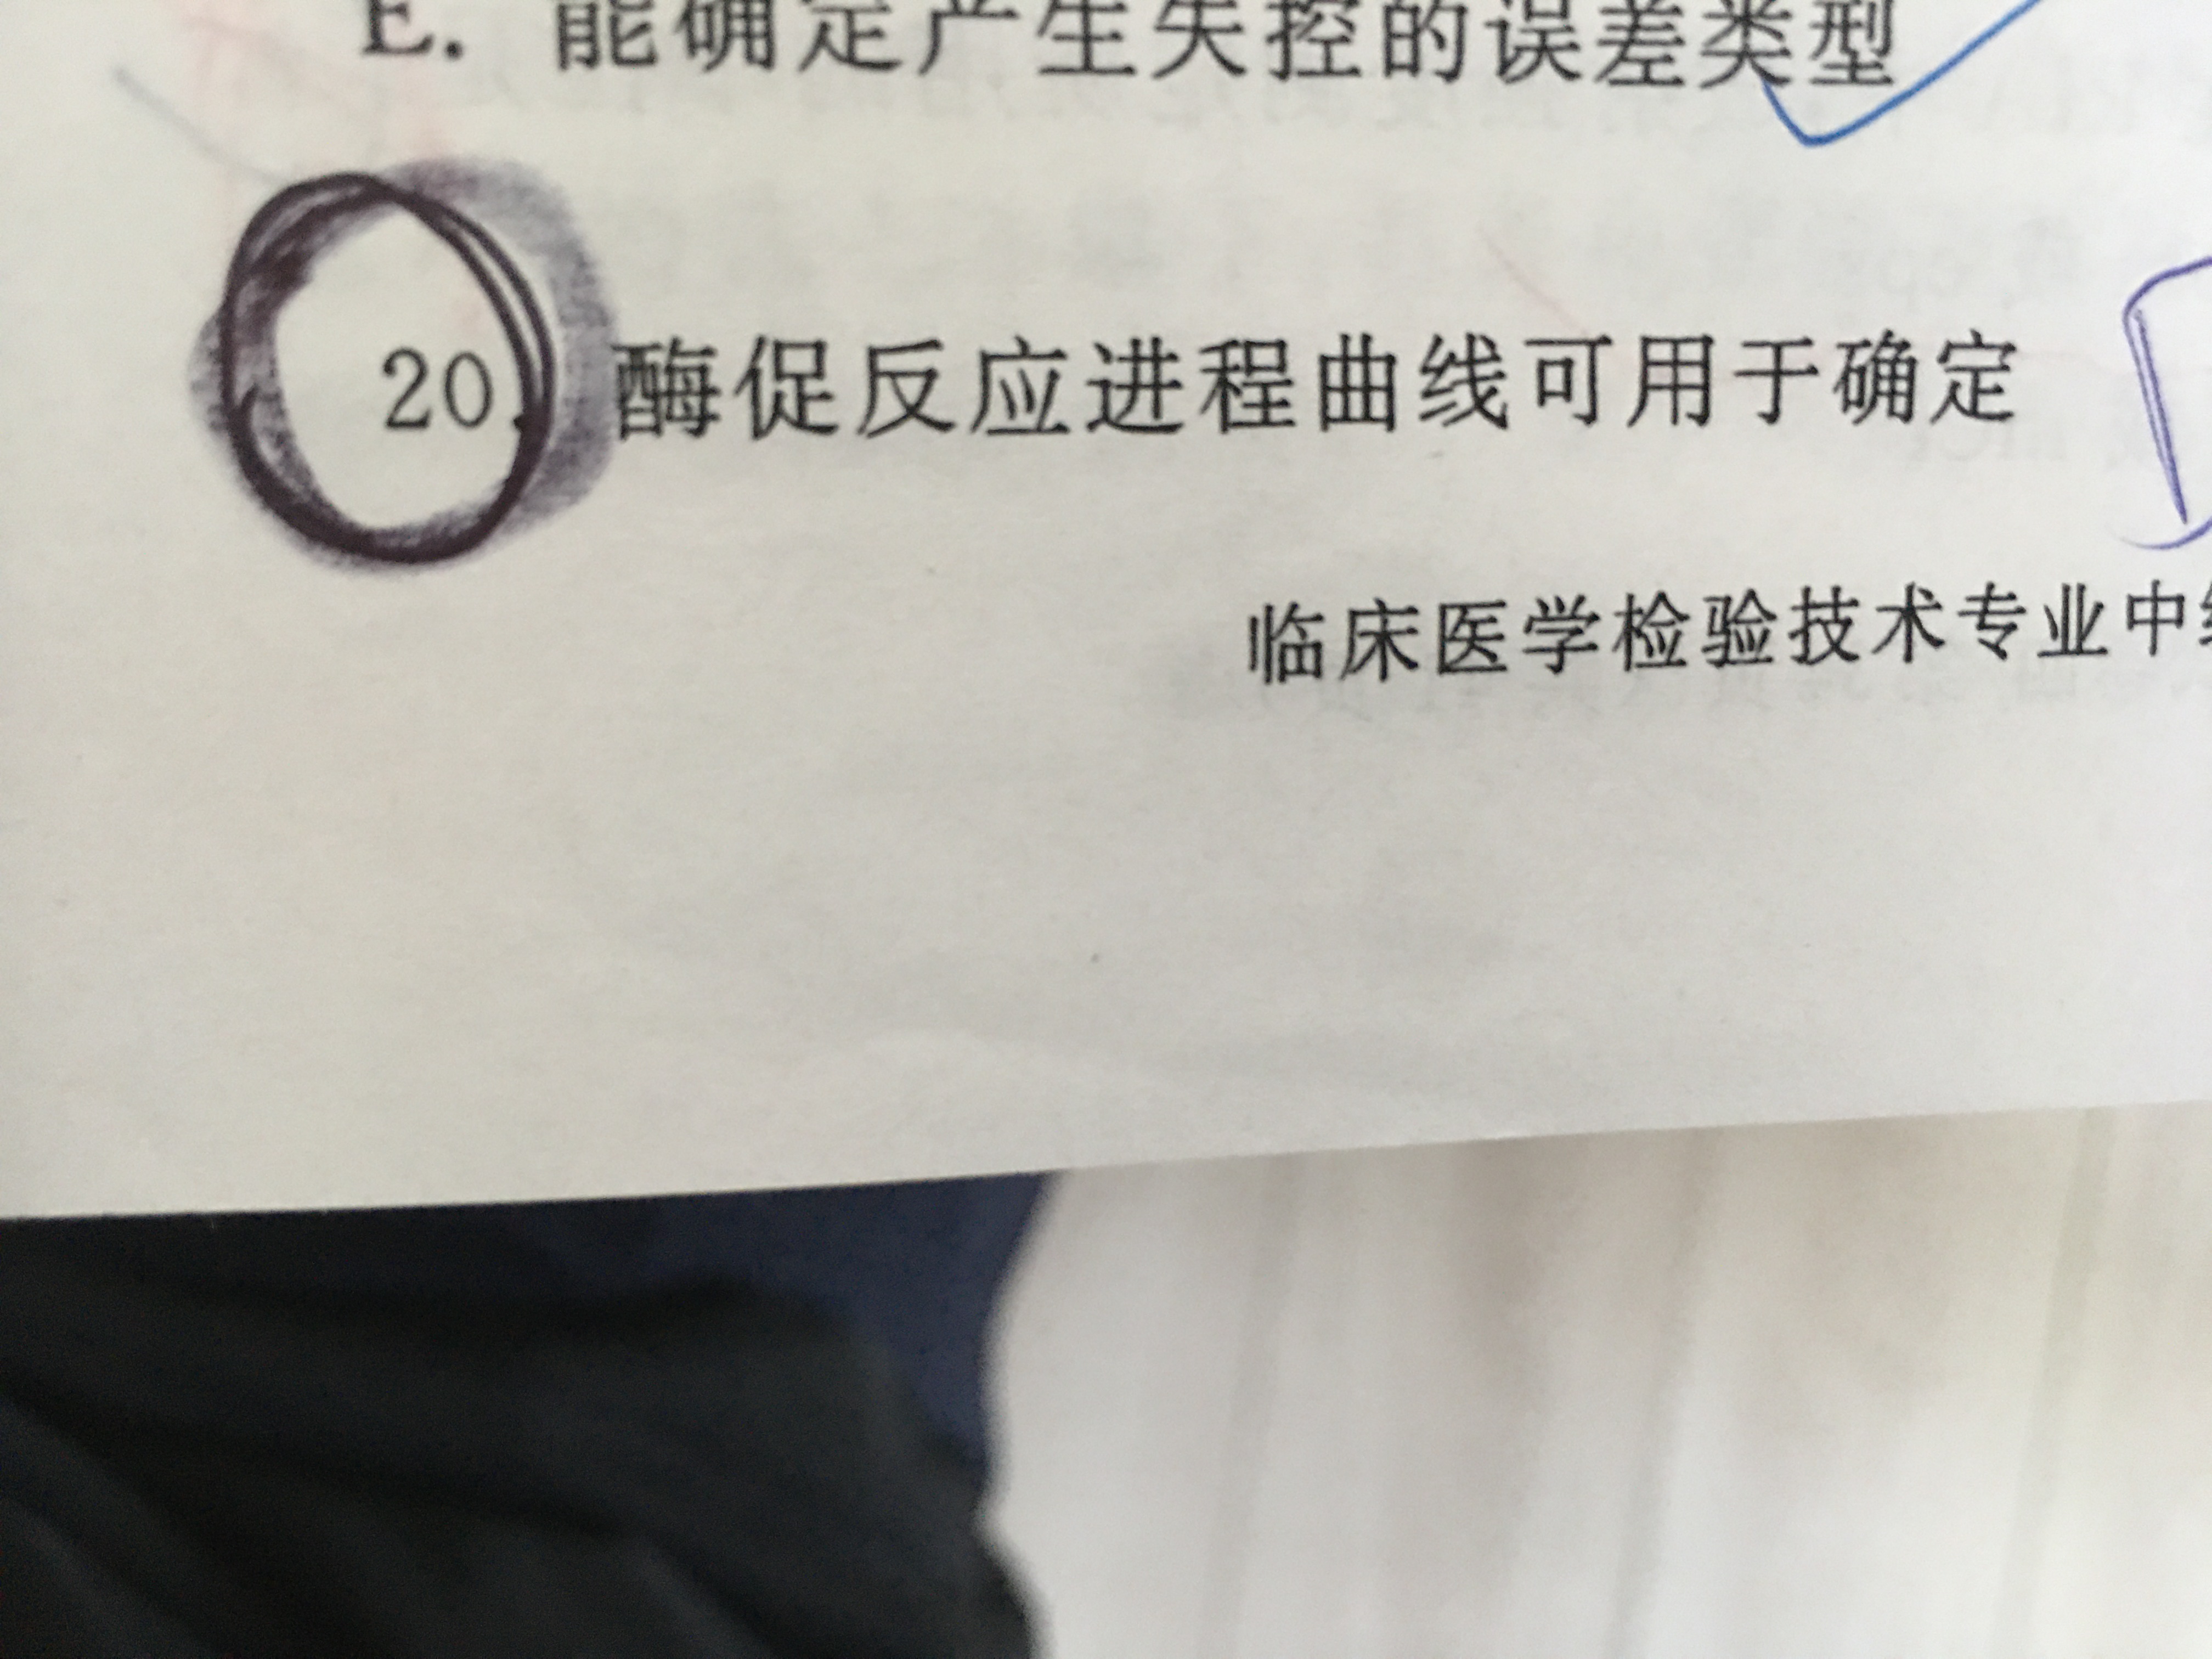 E. 能确定产生失控的误差类型
20. 酶促反应进程曲线可用于确定
临床医学检验技术专业中